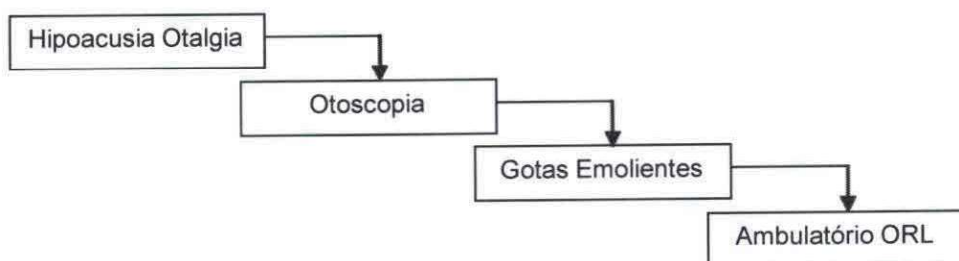 Hipoacusia Otalgia
Otoscopia
Gotas Emolientes
Ambulatório ORL